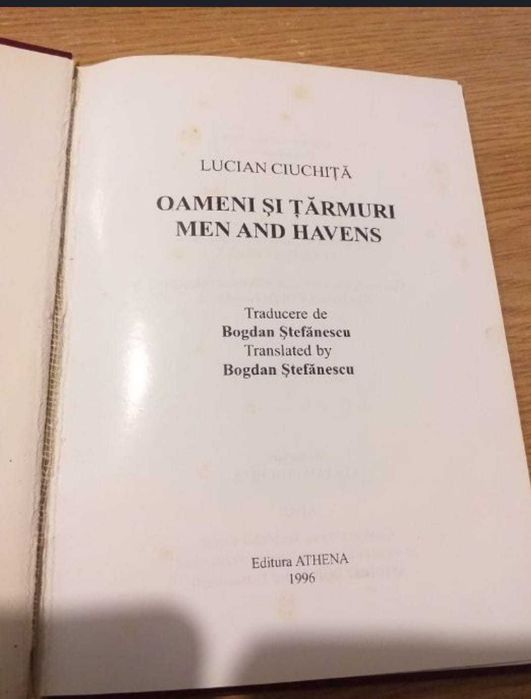 LUCIAN CIUCHIȚĂ
OAMENI ȘI ȚĂRMURI
MEN AND HAVENS
Traducere de
Bogdan Ștefănescu
Translated by
Bogdan Ștefănescu
Editura ATHENA
1996